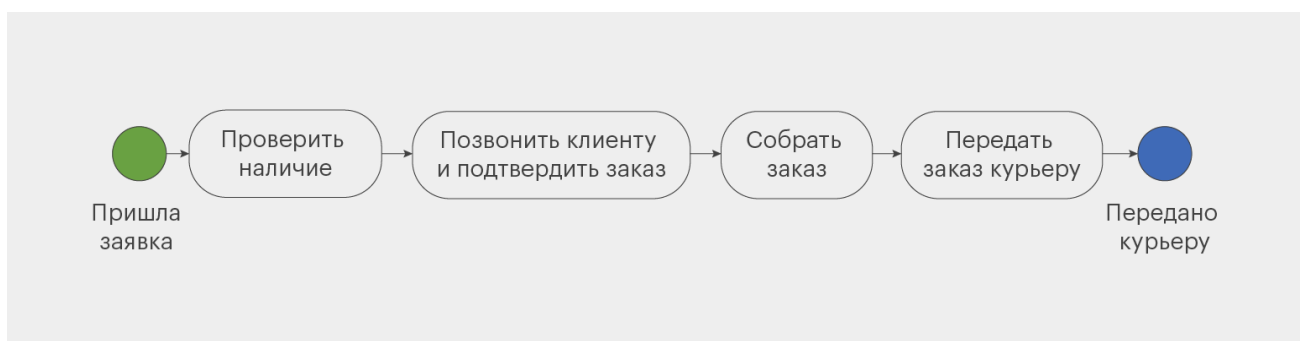 Пришла
заявка
Проверить
наличие
Позвонить клиенту
и подтвердить заказ
Собрать
заказ
Передать
заказ курьеру
Передано
курьеру